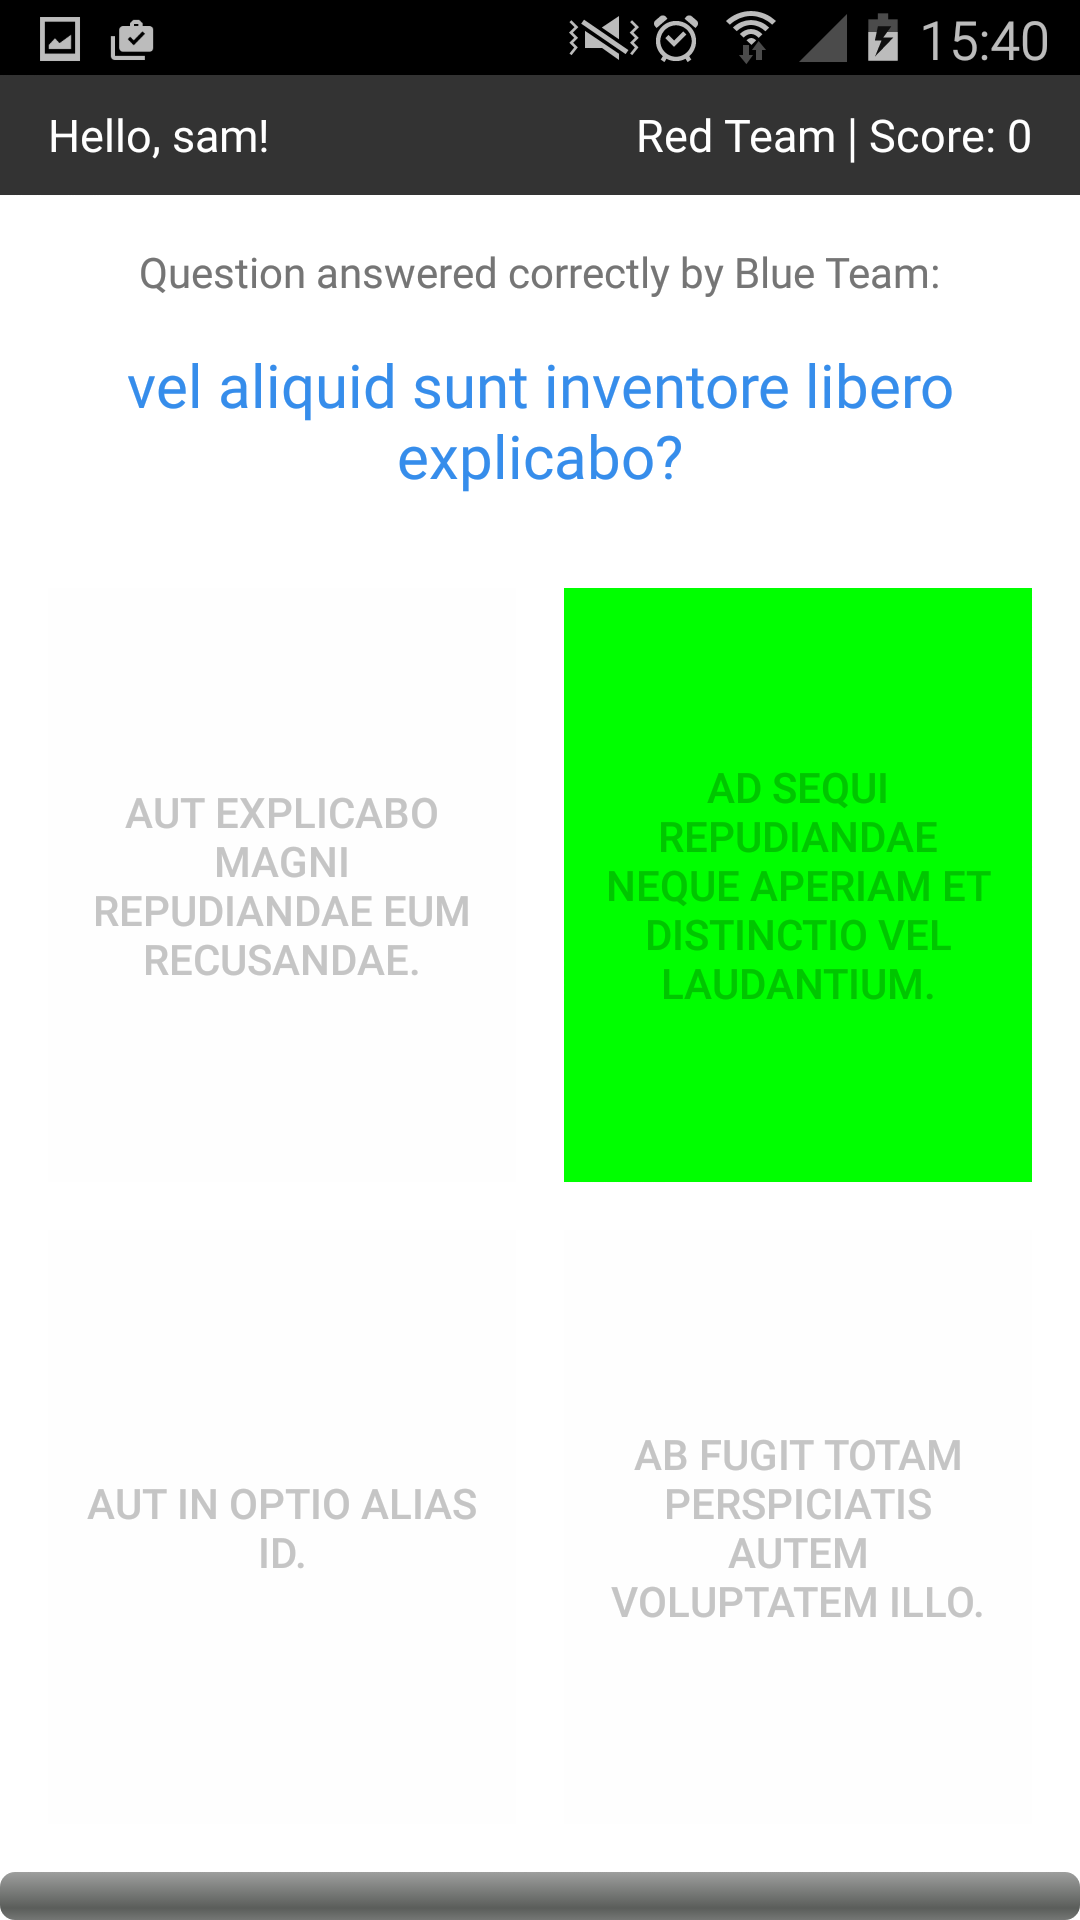 15:40
Hello, sam!
Red Team | Score: 0
Question answered correctly by Blue Team:
vel aliquid sunt inventore libero
explicabo?
AUT EXPLICABO
MAGNI
REPUDIANDAE EUM
RECUSANDAE.
AD SEQUI
REPUDIANDAE
NEQUE APERIAM ET
DISTINCTIO VEL
LAUDANTIUM.
AUT IN OPTIO ALIAS
ID.
AB FUGIT TOTAM
PERSPICIATIS
AUTEM
VOLUPTATEM ILLO.